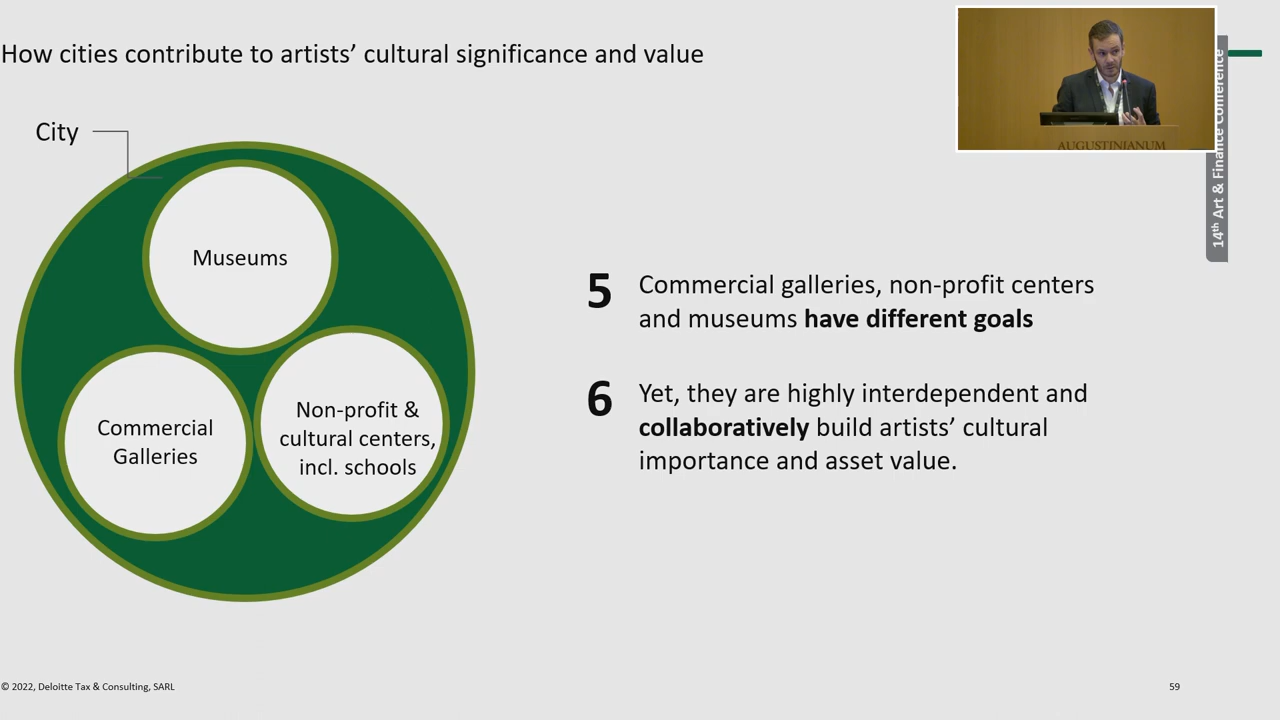 How cities contribute to artists’ cultural significance and value
City
Museums
Commercial
Galleries
Non-profit &
cultural centers,
incl. schools
5
Commercial galleries, non-profit centers
and museums have different goals
6
Yet, they are highly interdependent and
collaboratively build artists’ cultural
importance and asset value.
AUGUSTINIANUM
14th Art & Finance Conference
© 2022, Deloitte Tax & Consulting, SARL
59